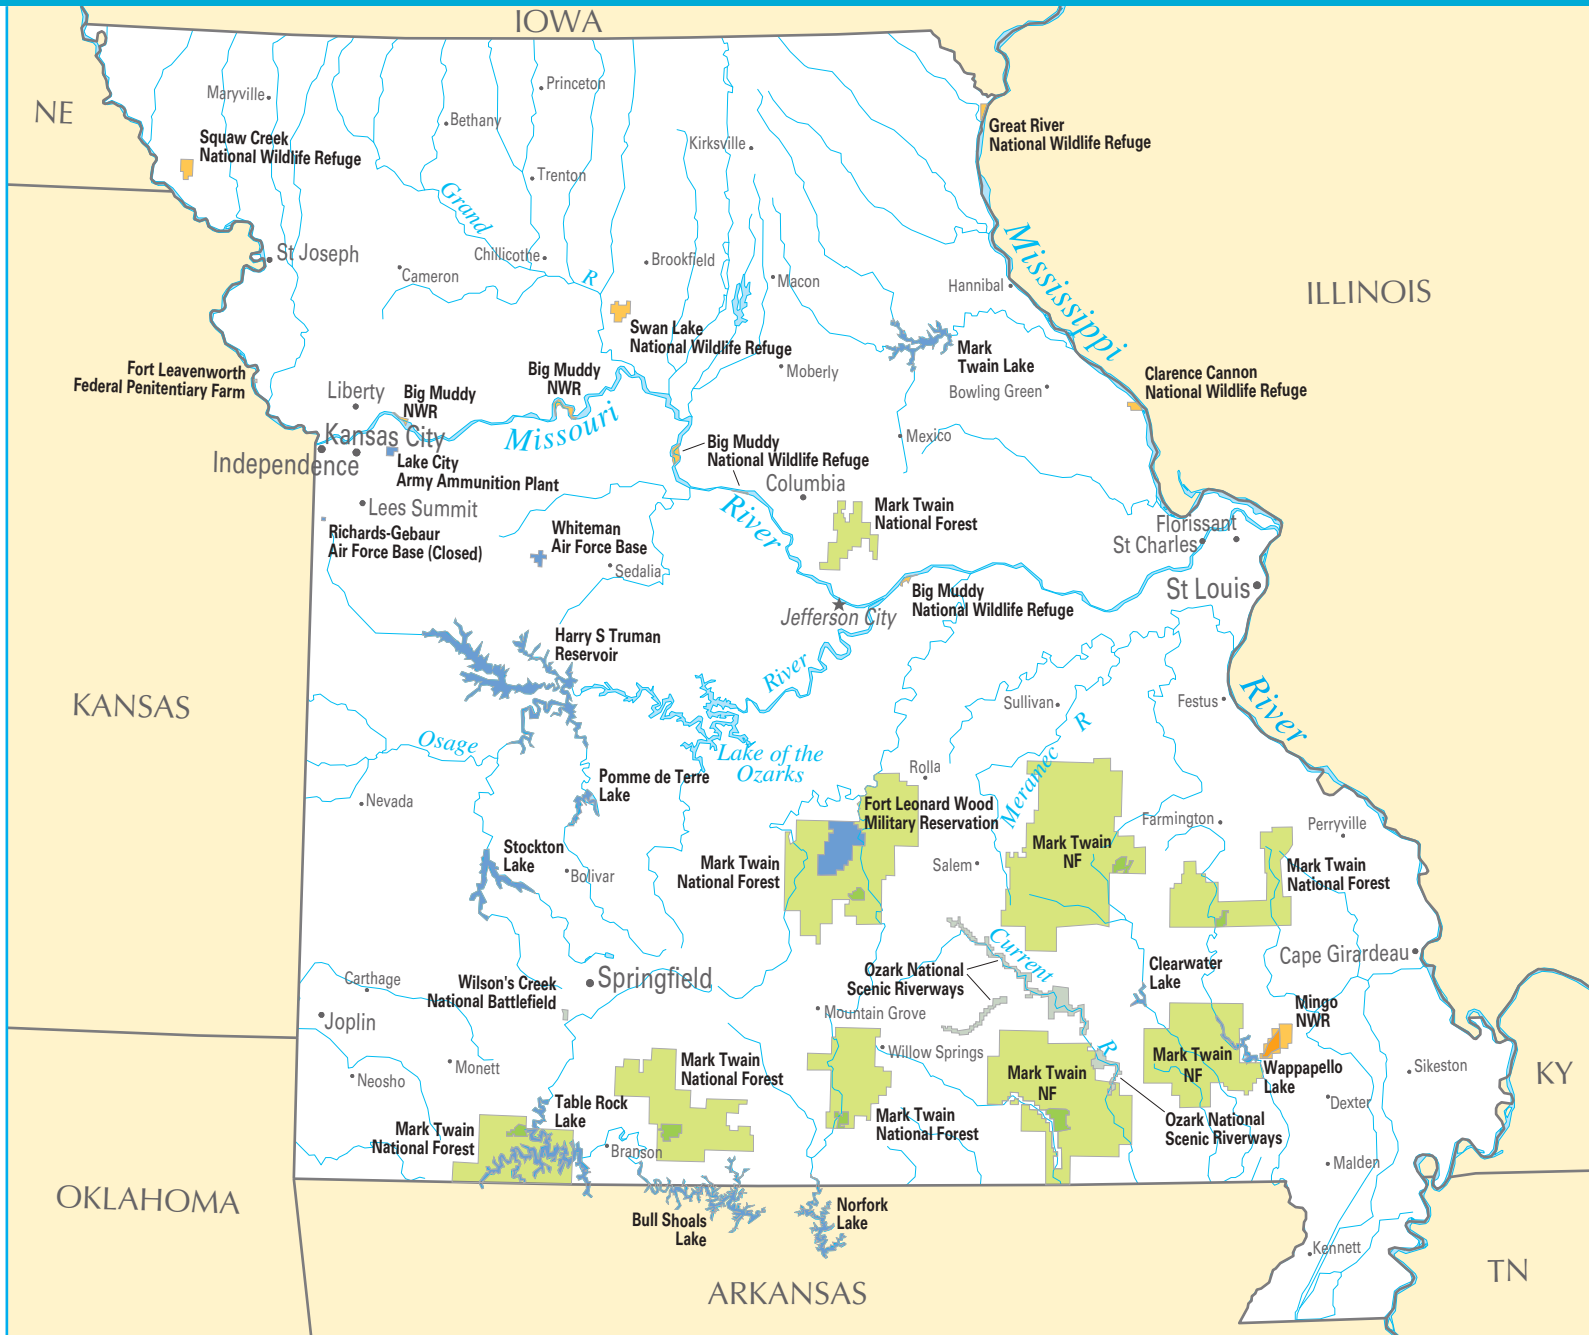 IOWA
NE
Maryville
Princeton
Bethany
Squaw Creek
National Wildlife Refuge
Kirksville
Great River
National Wildlife Refuge
Trenton
Grand
R
Mississippi
River
St Joseph
Chillicothe
Brookfield
Cameron
Macon
Hannibal
ILLINOIS
Swan Lake
National Wildlife Refuge
Mark
Twain Lake
Fort Leavenworth
Federal Penitentiary Farm
Big Muddy
NWR
Moberly
Clarence Cannon
National Wildlife Refuge
Liberty
Big Muddy
NWR
Bowling Green
Missouri
River
Kansas City
Independence
Mexico
Big Muddy
National Wildlife Refuge
Lake City
Army Ammunition Plant
Columbia
Lees Summit
Mark Twain
National Forest
Richards-Gebaur
Air Force Base (Closed)
Whiteman
Air Force Base
Florissant
St Charles
Sedalia
St Louis
Big Muddy
National Wildlife Refuge
Jefferson City
Harry S Truman
Reservoir
River
KANSAS
Sullivan
Festus
R
Meramec
Osage
Lake of the
Ozarks
Pomme de Terre
Lake
Rolla
Nevada
Fort Leonard Wood
Military Reservation
Farmington
Perryville
Stockton
Lake
Mark Twain
NF
Mark Twain
National Forest
Salem
Mark Twain
National Forest
Bolivar
Current
R
Cape Girardeau
Carthage
Wilson's Creek
National Battlefield
Springfield
Ozark National
Scenic Riverways
Clearwater
Lake
Mingo
NWR
Joplin
Mountain Grove
Willow Springs
Monett
Neosho
Mark Twain
National Forest
Mark Twain
NF
Mark Twain
NF
Wappapello
Lake
Sikeston
KY
Dexter
Table Rock
Lake
Mark Twain
National Forest
Mark Twain
National Forest
Ozark National
Scenic Riverways
Branson
Malden
OKLAHOMA
Bull Shoals
Lake
Norfork
Lake
Kennett
ARKANSAS
TN